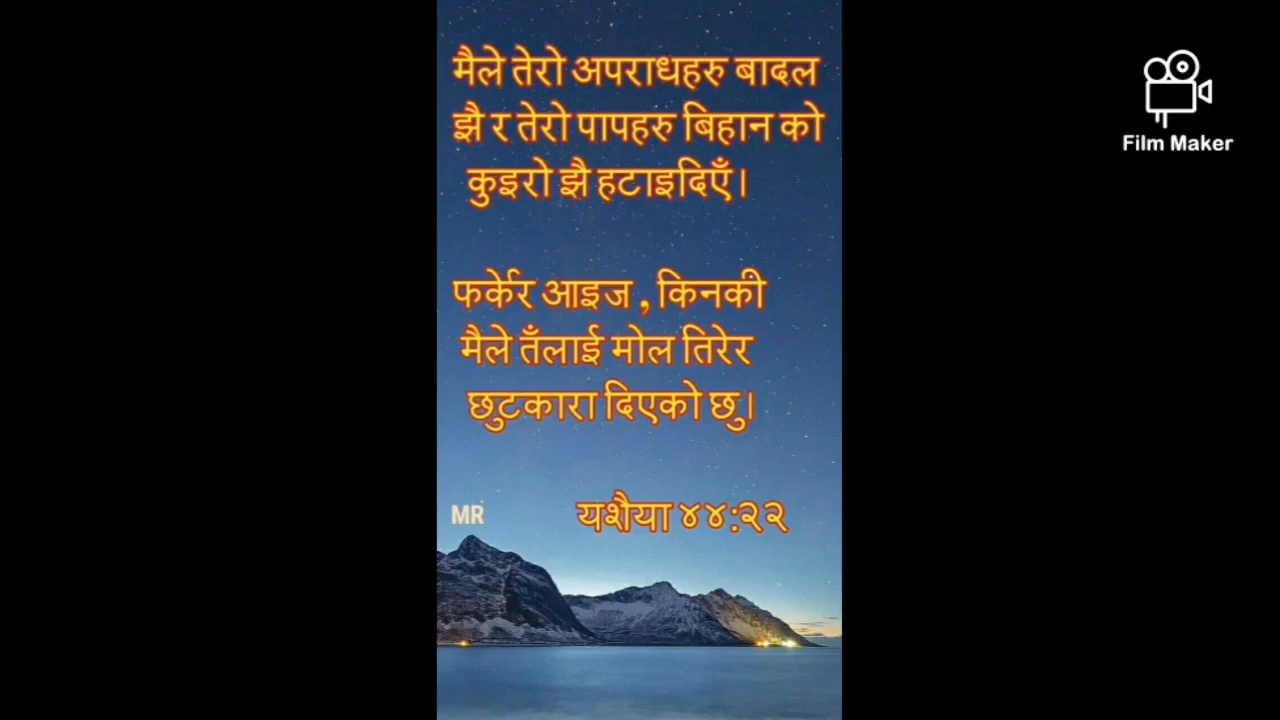 मैले तेरो अपराधहरु बादल
झै र तेरो पापहरु बिहान को
कुइरो झै हटाइदिएँ।
फर्केर आइज , किनकी
मैले तँलाई मोल तिरेर
छुटकारा दिएको छु।
MR यशैया ४४:२२
Film Maker